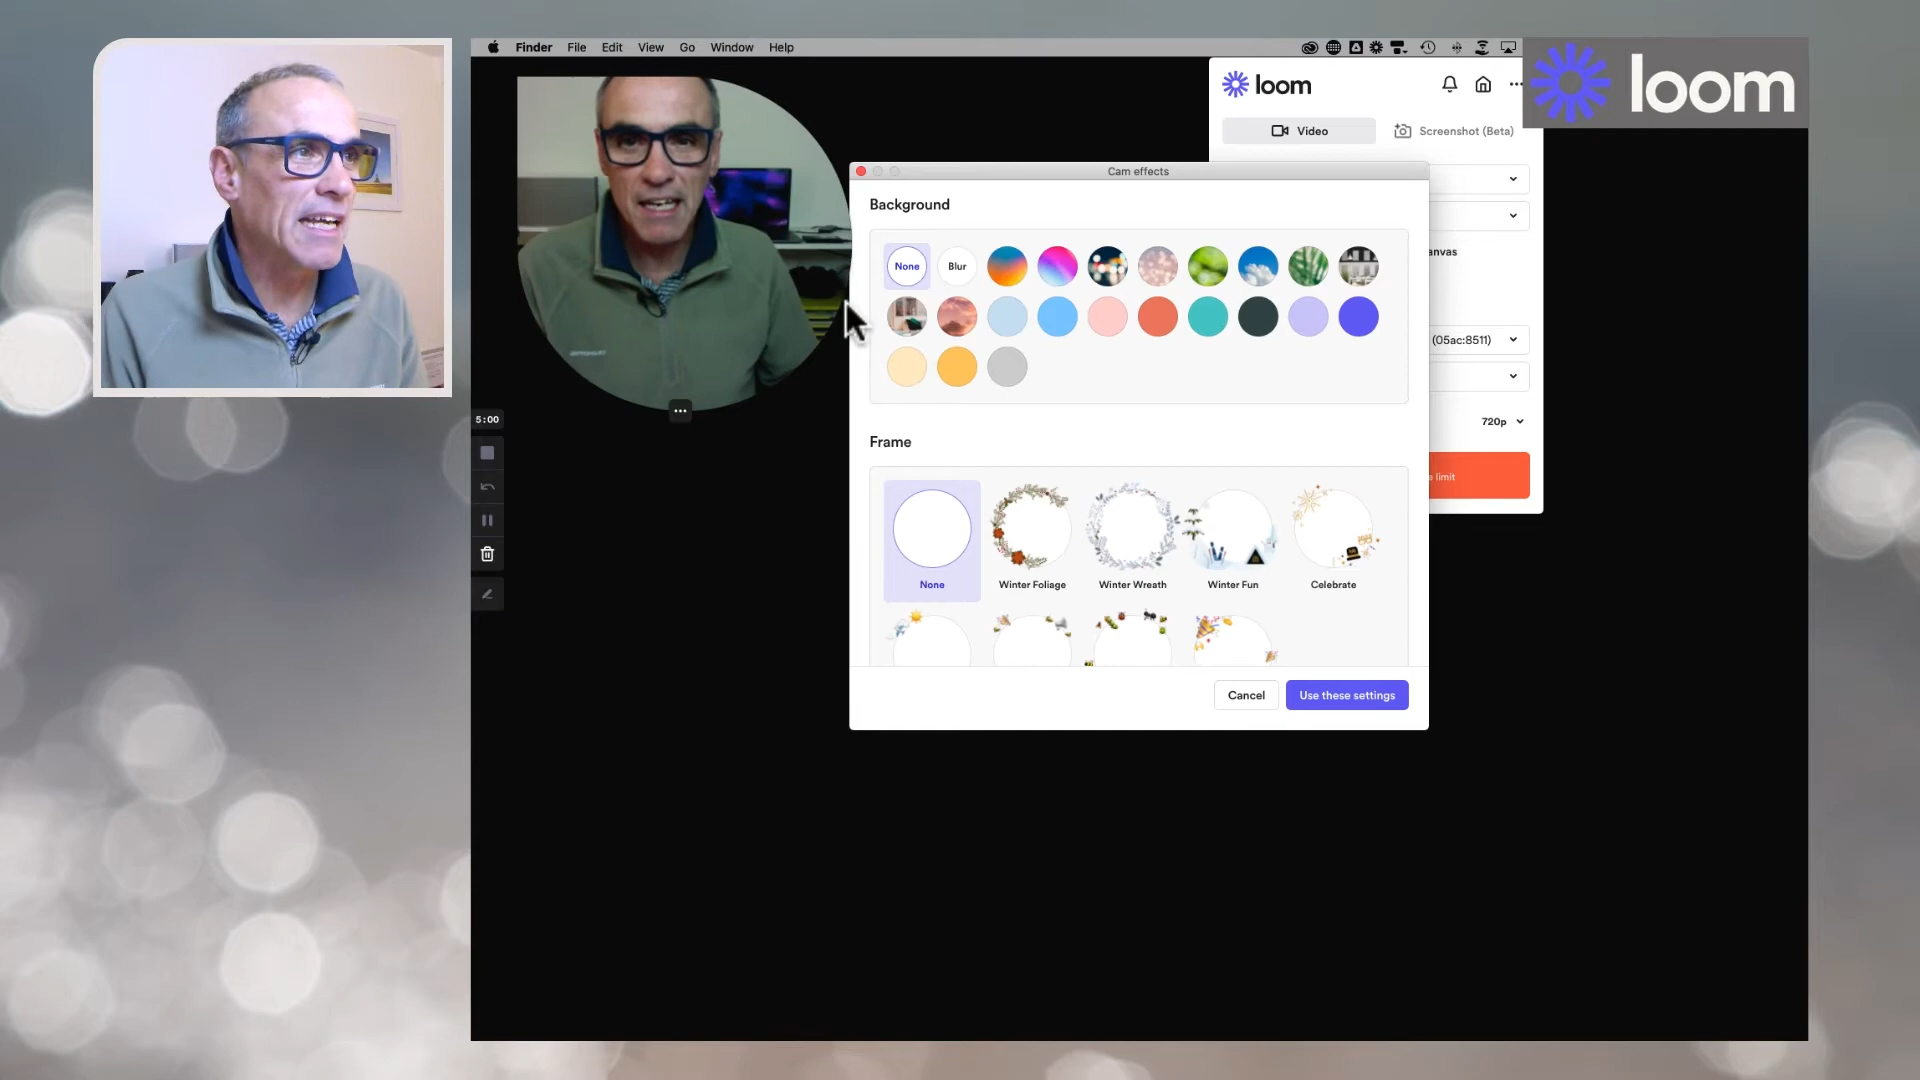 Finder File Edit View Go Window Help
loom
loom
Video
Screenshot (Beta)
Cam effects
Background
None
Blur
anvas
(05ac:8511)
5:00
720p
Frame
limit
None
Winter Foliage
Winter Wreath
Winter Fun
Celebrate
Cancel
Use these settings